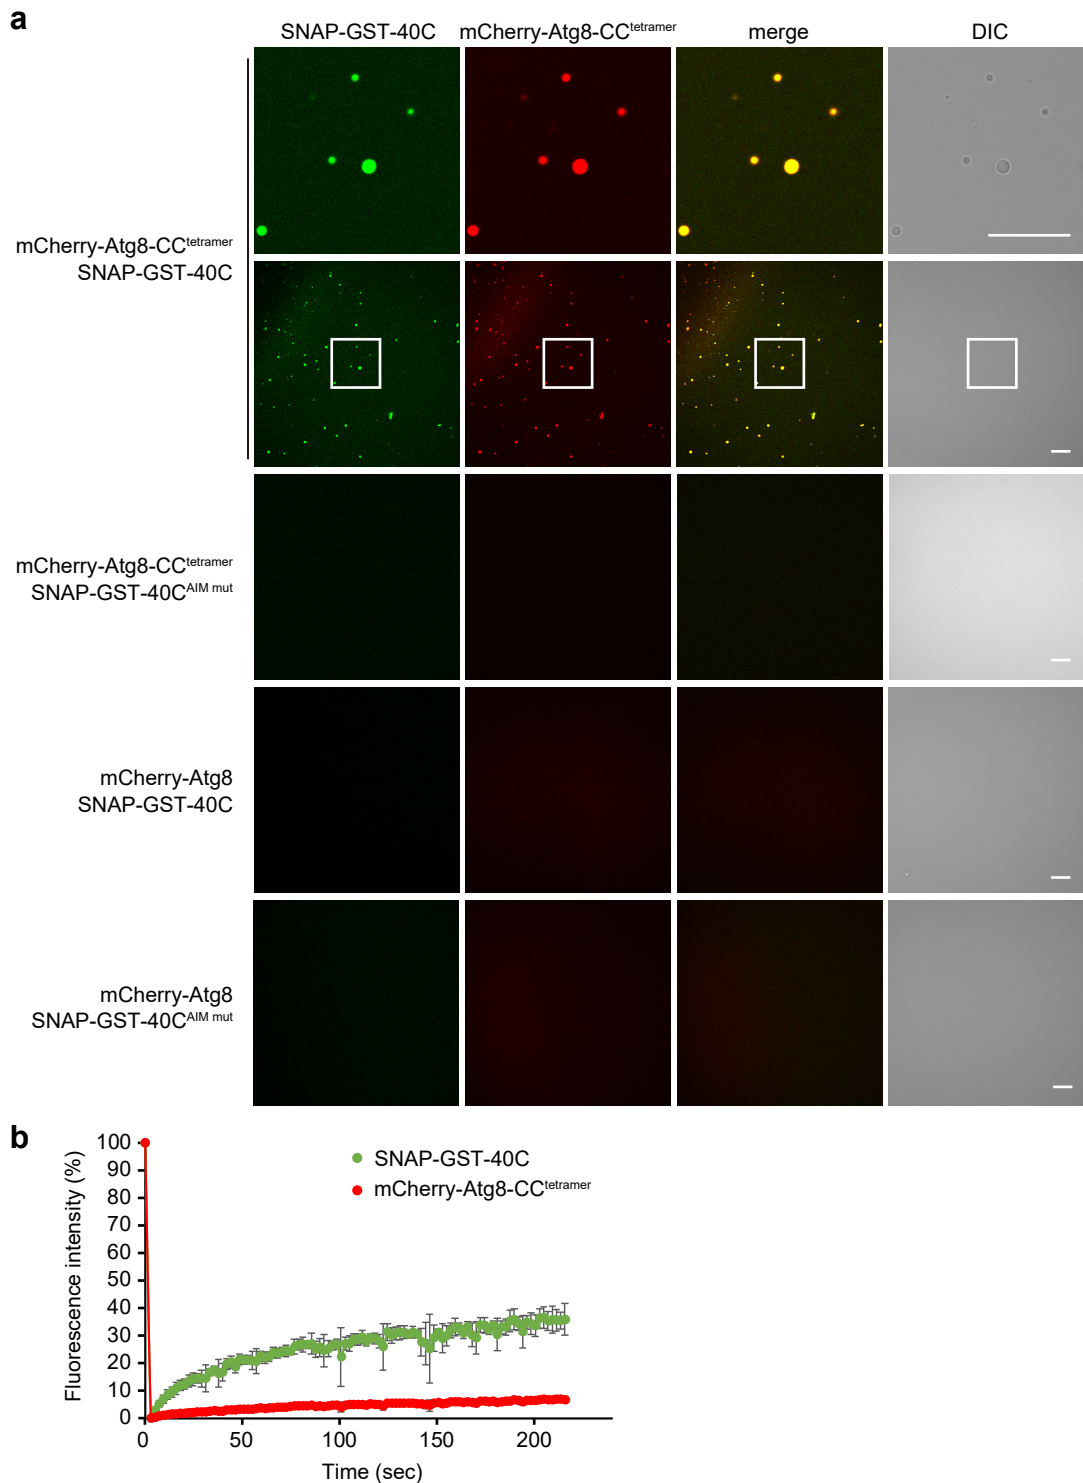 a
SNAP-GST-40C mCherry-Atg8-CCtetramer merge DIC
mCherry-Atg8-CCtetramer
SNAP-GST-40C
mCherry-Atg8-CCtetramer
SNAP-GST-40CAIM mut
mCherry-Atg8
SNAP-GST-40C
mCherry-Atg8
SNAP-GST-40CAIM mut
b
Fluorescence intensity (%)
100
90
80
70
60
50
40
30
20
10
0
SNAP-GST-40C
mCherry-Atg8-CCtetramer
0 50 100 150 200
Time (sec)